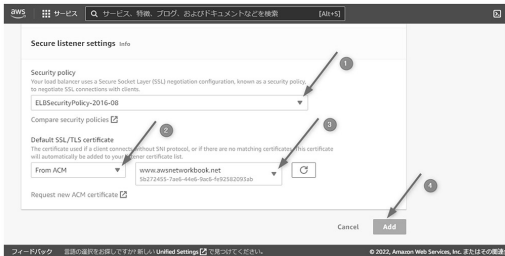 aws
サービス
サービス、特徴、ブログ、およびドキュメントなどを検索
[Alt+S]
Secure listener settings Info
Security policy
Your load balancer uses a Secure Socket Layer (SSL) negotiation configuration, known as a security policy,
to negotiate SSL connections with clients.
1
ELBSecurityPolicy-2016-08
Compare security policies
2
3
Default SSL/TLS certificate
The certificate used if a client connects without SNI protocol, or if there are no matching certificates. This certificate
will automatically be added to your listener certificate list.
From ACM
www.awsnetworkbook.net
5b272455-7ae6-44e6-9ac6-fe92582093ab
Request new ACM certificate
4
Cancel
Add
フィードバック
言語の選択をお探しですか? 新しい Unified Settings で見つけてください。
© 2022, Amazon Web Services, Inc. またはその関連